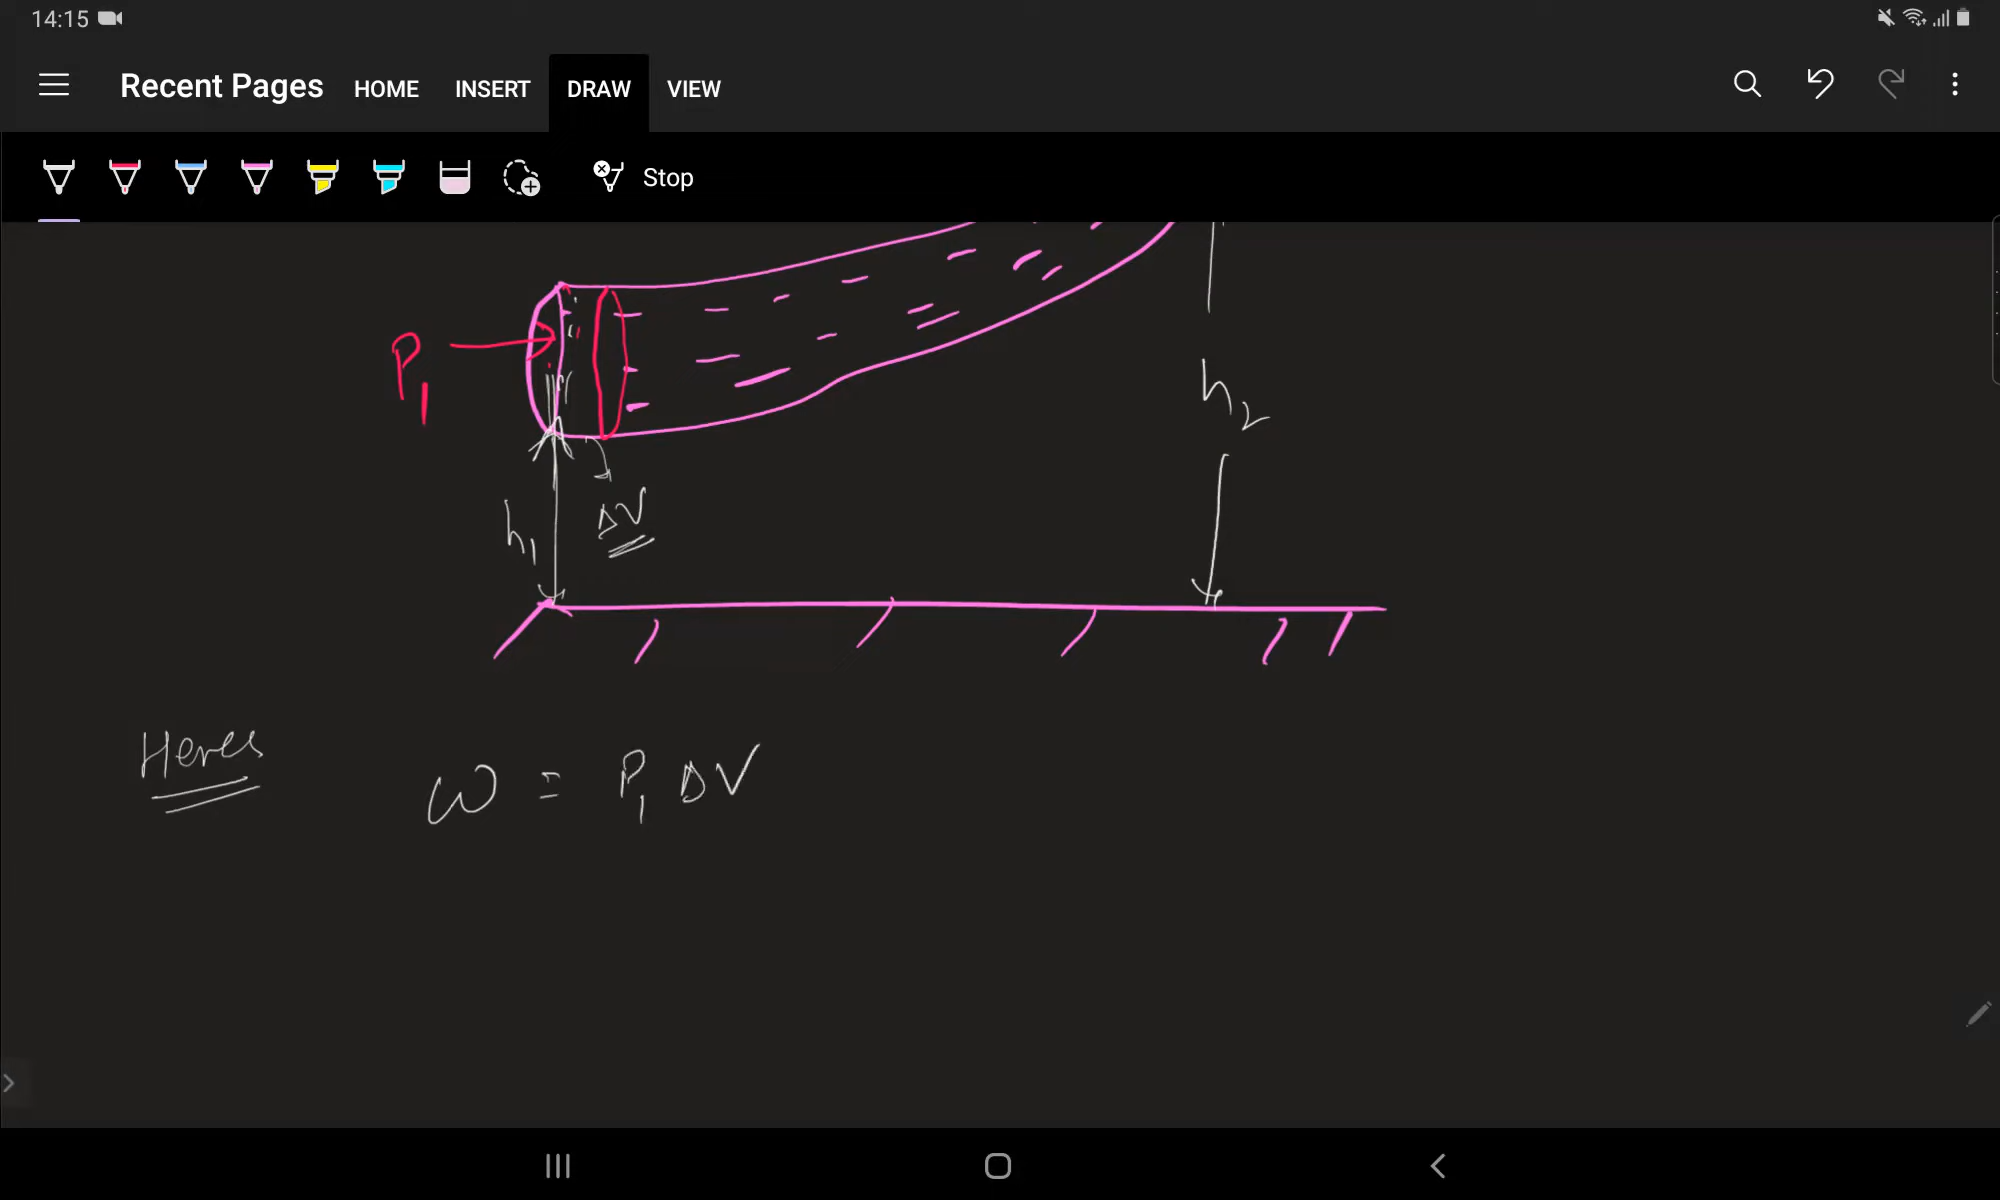 14:15
Recent Pages HOME INSERT DRAW VIEW
Stop
P1
h2
h1
ΔV
Here
ω = P1 ΔV